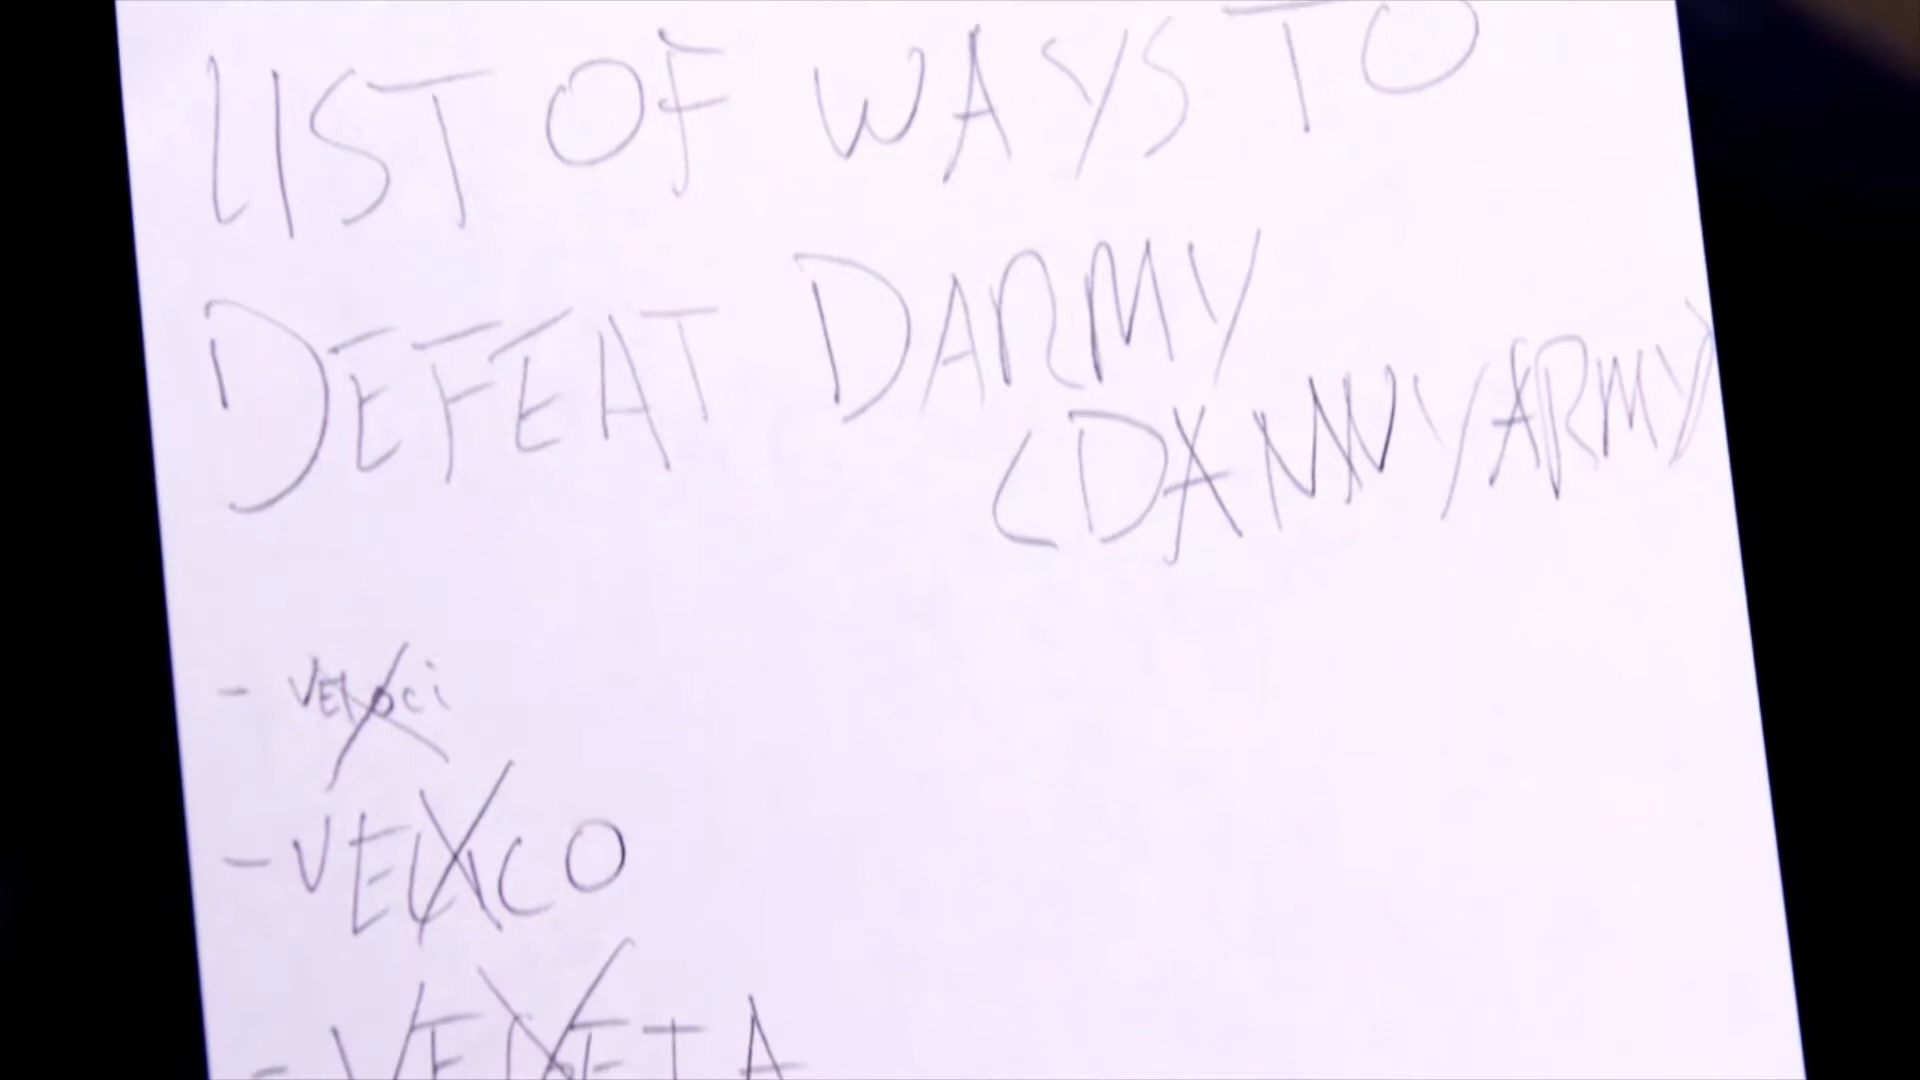 LIST OF WAYS TO
DEFEAT DARMY
(DANNYARMY)
- VELOCI
- VELCO